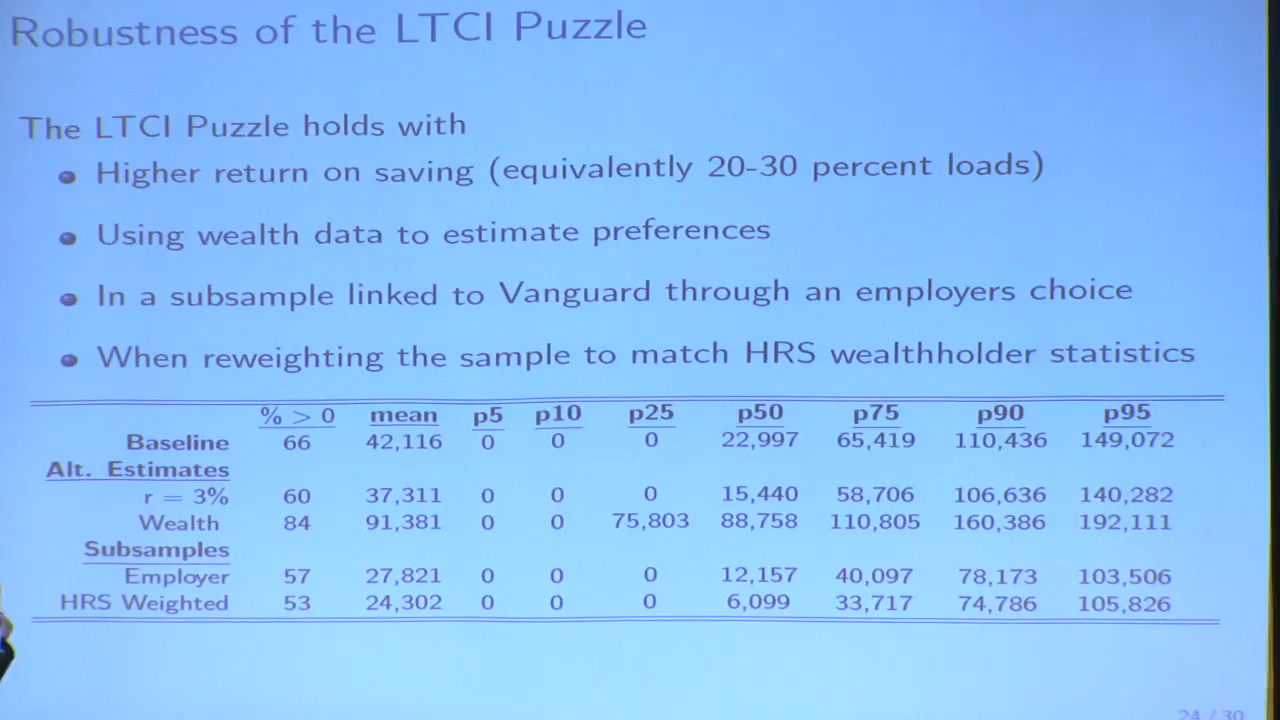 Robustness of the LTCI Puzzle
The LTCI Puzzle holds with
Higher return on saving (equivalently 20-30 percent loads)
Using wealth data to estimate preferences
In a subsample linked to Vanguard through an employers choice
When reweighting the sample to match HRS wealthholder statistics
% > 0 mean p5 p10 p25 p50 p75 p90 p95
Baseline 66 42,116 0 0 0 22,997 65,419 110,436 149,072
Alt. Estimates
r = 3% 60 37,311 0 0 0 15,440 58,706 106,636 140,282
Wealth 84 91,381 0 0 75,803 88,758 110,805 160,386 192,111
Subsamples
Employer 57 27,821 0 0 0 12,157 40,097 78,173 103,506
HRS Weighted 53 24,302 0 0 0 6,099 33,717 74,786 105,826
24 / 30